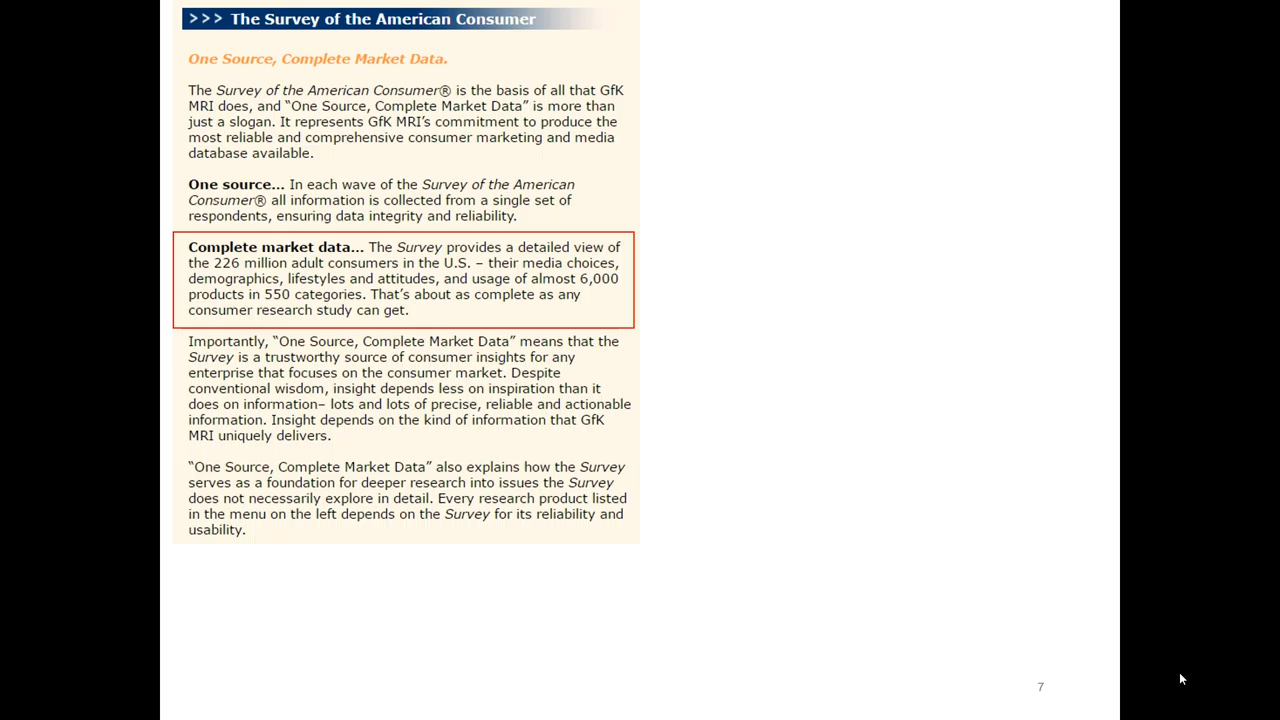 >>> The Survey of the American Consumer
One Source, Complete Market Data.
The Survey of the American Consumer® is the basis of all that GfK
MRI does, and “One Source, Complete Market Data” is more than
just a slogan. It represents GfK MRI’s commitment to produce the
most reliable and comprehensive consumer marketing and media
database available.
One source... In each wave of the Survey of the American
Consumer® all information is collected from a single set of
respondents, ensuring data integrity and reliability.
Complete market data... The Survey provides a detailed view of
the 226 million adult consumers in the U.S. – their media choices,
demographics, lifestyles and attitudes, and usage of almost 6,000
products in 550 categories. That’s about as complete as any
consumer research study can get.
Importantly, “One Source, Complete Market Data” means that the
Survey is a trustworthy source of consumer insights for any
enterprise that focuses on the consumer market. Despite
conventional wisdom, insight depends less on inspiration than it
does on information– lots and lots of precise, reliable and actionable
information. Insight depends on the kind of information that GfK
MRI uniquely delivers.
“One Source, Complete Market Data” also explains how the Survey
serves as a foundation for deeper research into issues the Survey
does not necessarily explore in detail. Every research product listed
in the menu on the left depends on the Survey for its reliability and
usability.
7